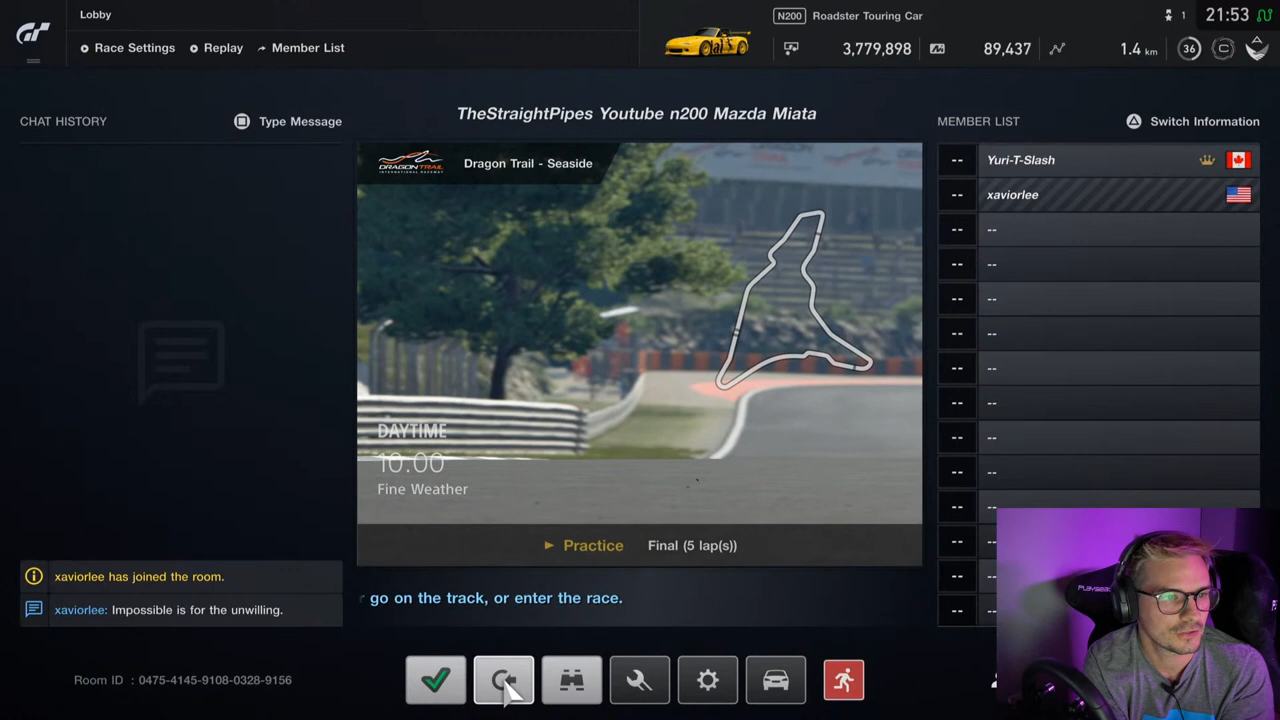 Lobby
Race Settings
Replay
Member List
N200
Roadster Touring Car
1
21:53
3,779,898
89,437
1.4 km
36
C
CHAT HISTORY
Type Message
TheStraightPipes Youtube n200 Mazda Miata
MEMBER LIST
Switch Information
DRAGON TRAIL
Dragon Trail - Seaside
-- Yuri-T-Slash
-- xaviorlee
-- --
-- --
-- --
-- --
-- --
-- --
-- --
-- --
-- --
-- --
--
--
DAYTIME
10:00
Fine Weather
Practice
Final (5 lap(s))
xaviorlee has joined the room.
xaviorlee: Impossible is for the unwilling.
go on the track, or enter the race.
Room ID : 0475-4145-9108-0328-9156